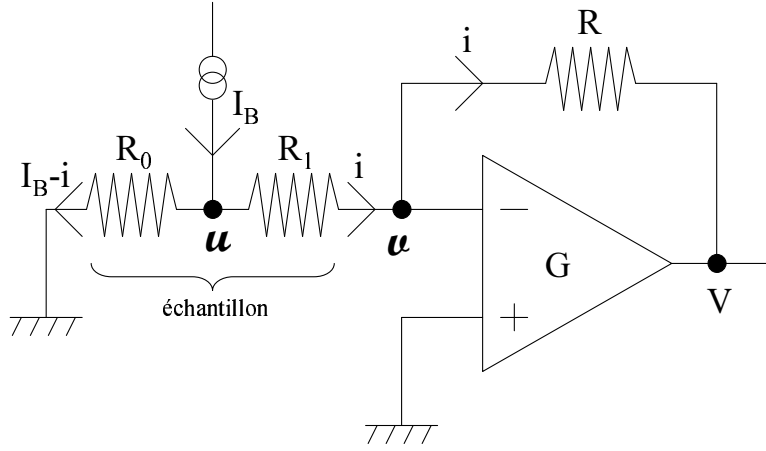 R
i
I_B
R_0
R_1
i
I_B-i
u
v
−
G
+
V
échantillon